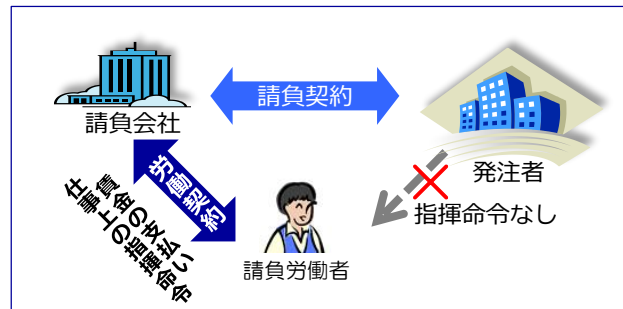 請負契約
請負会社
発注者
労働契約
賃金の支払い
仕事上の指揮命令
指揮命令なし
請負労働者